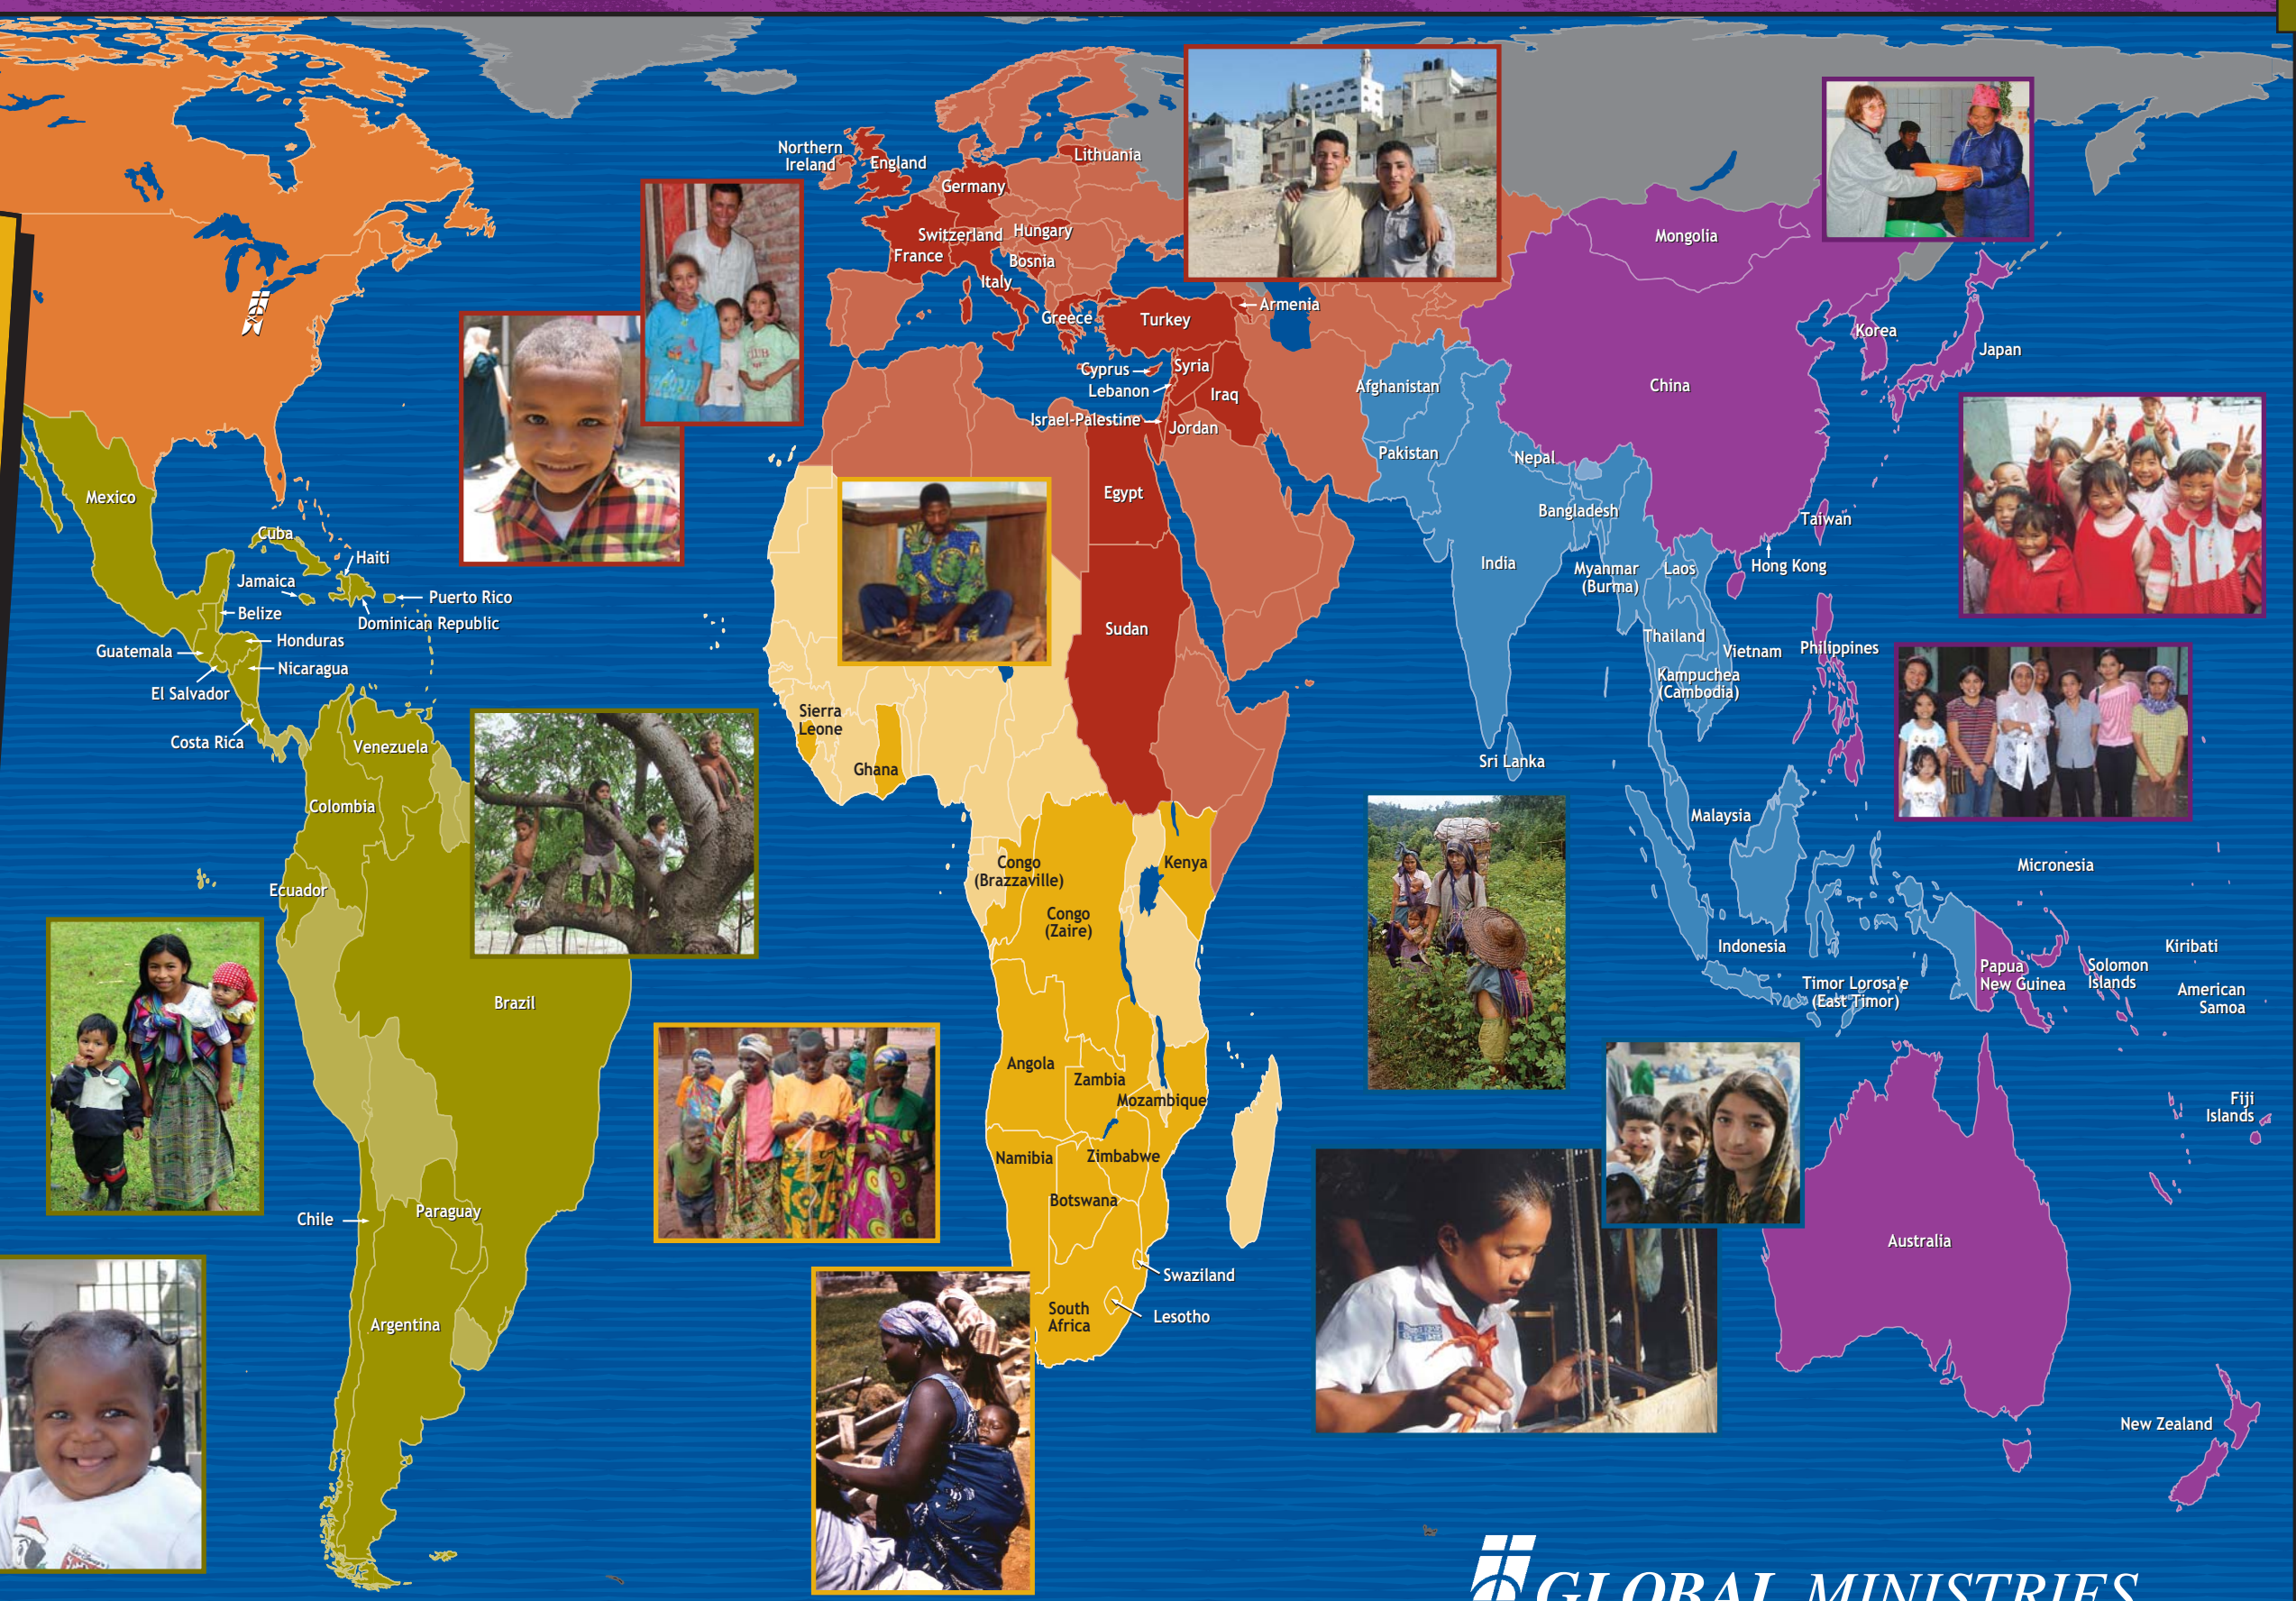 Northern
Ireland
England
Lithuania
Germany
Switzerland
Hungary
France
Bosnia
Italy
Greece
Turkey
Armenia
Cyprus
Syria
Lebanon
Iraq
Israel-Palestine
Jordan
Egypt
Sudan
Mongolia
Korea
Japan
China
Taiwan
Hong Kong
Philippines
Afghanistan
Pakistan
Nepal
Bangladesh
India
Myanmar
(Burma)
Laos
Thailand
Vietnam
Kampuchea
(Cambodia)
Sri Lanka
Malaysia
Indonesia
Timor Lorosa'e
(East Timor)
Micronesia
Papua
New Guinea
Solomon
Islands
Kiribati
American
Samoa
Fiji
Islands
Australia
New Zealand
Mexico
Cuba
Haiti
Jamaica
Puerto Rico
Belize
Dominican Republic
Honduras
Guatemala
Nicaragua
El Salvador
Costa Rica
Venezuela
Colombia
Ecuador
Brazil
Chile
Paraguay
Argentina
Sierra
Leone
Ghana
Congo
(Brazzaville)
Kenya
Congo
(Zaire)
Angola
Zambia
Mozambique
Namibia
Zimbabwe
Botswana
Swaziland
South
Africa
Lesotho
GLOBAL MINISTRIES